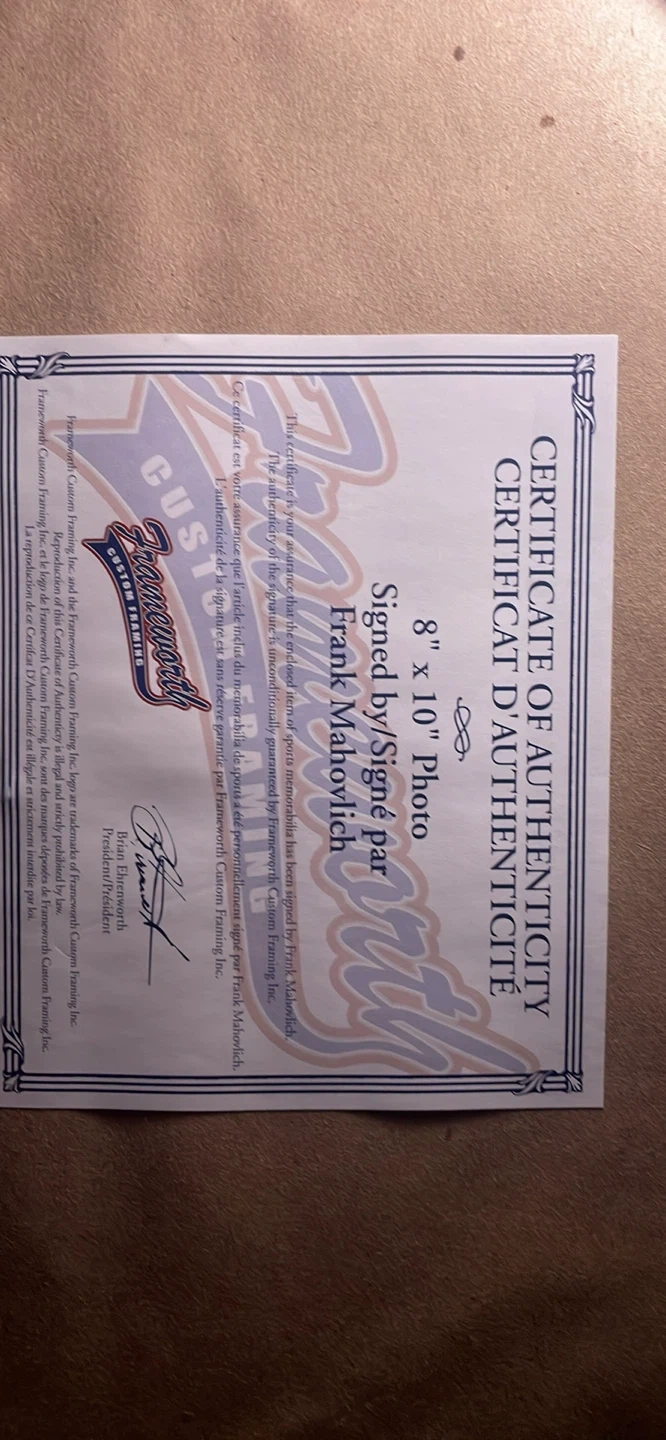 CERTIFICATE OF AUTHENTICITY
CERTIFICAT D'AUTHENTICITÉ
8" x 10" Photo
Signed by/Signé par
Frank Mahovlich
This certificate is your assurance that the enclosed item of sports memorabilia has been signed by Frank Mahovlich.
The authenticity of the signature is unconditionally guaranteed by Frameworth Custom Framing Inc.
Ce certificat est votre assurance que l'article inclus du memorabilia de sports a été personnellement signé par Frank Mahovlich.
L'authenticité de la signature est sans réserve garantie par Frameworth Custom Framing Inc.
Frameworth
CUSTOM FRAMING
Frameworth
CUSTOM FRAMING
Brian Ehrenworth
President/Président
Frameworth Custom Framing Inc. and the Frameworth Custom Framing Inc. logo are trademarks of Frameworth Custom Framing Inc.
Reproduction of this Certificate of Authenticity is illegal and strictly prohibited by law.
Frameworth Custom Framing Inc. et le logo de Frameworth Custom Framing Inc. sont des marques déposées de Frameworth Custom Framing Inc.
La reproduction de ce Certificat D'Authenticité est illégale et strictement interdite par loi.